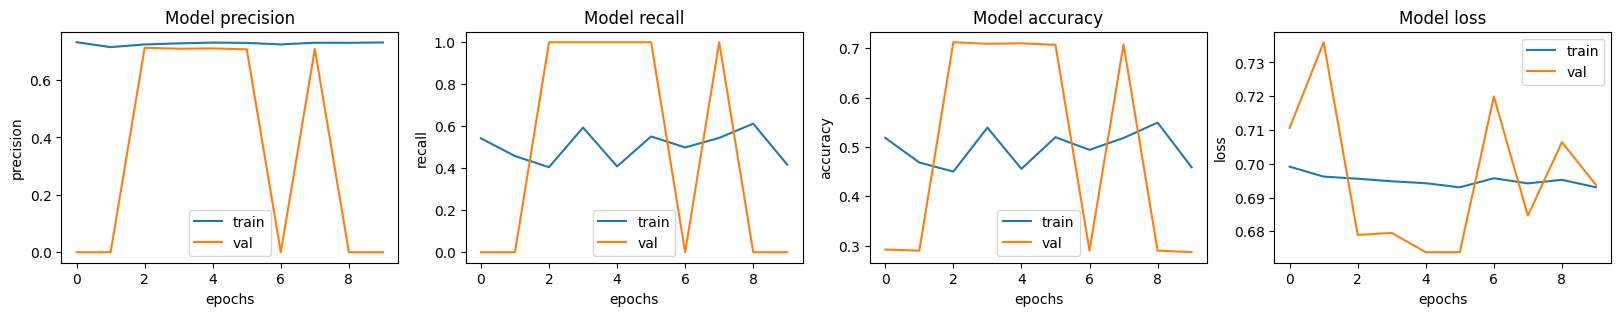 Model precision
precision
0.6
0.4
0.2
0.0
train
val
0 2 4 6 8
epochs
Model recall
recall
1.0
0.8
0.6
0.4
0.2
0.0
train
val
0 2 4 6 8
epochs
Model accuracy
accuracy
0.7
0.6
0.5
0.4
0.3
train
val
0 2 4 6 8
epochs
Model loss
loss
0.73
0.72
0.71
0.70
0.69
0.68
train
val
0 2 4 6 8
epochs